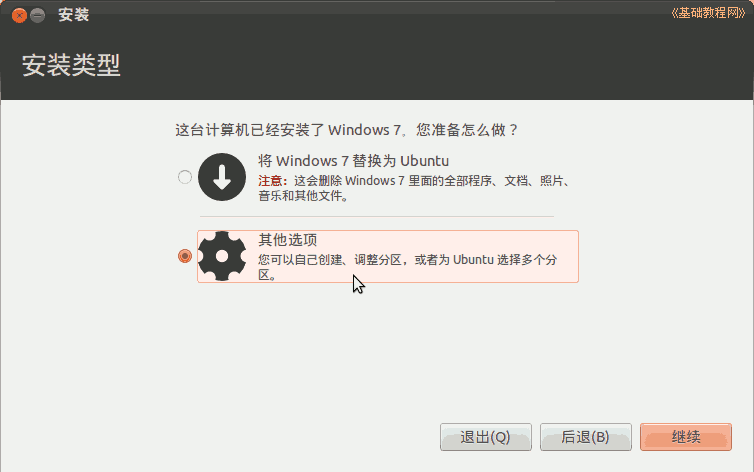 安装
《基础教程网》
安装类型
这台计算机已经安装了 Windows 7。您准备怎么做？
将 Windows 7 替换为 Ubuntu
注意：这会删除 Windows 7 里面的全部程序、文档、照片、
音乐和其他文件。
其他选项
您可以自己创建、调整分区，或者为 Ubuntu 选择多个分
区。
退出(Q)
后退(B)
继续